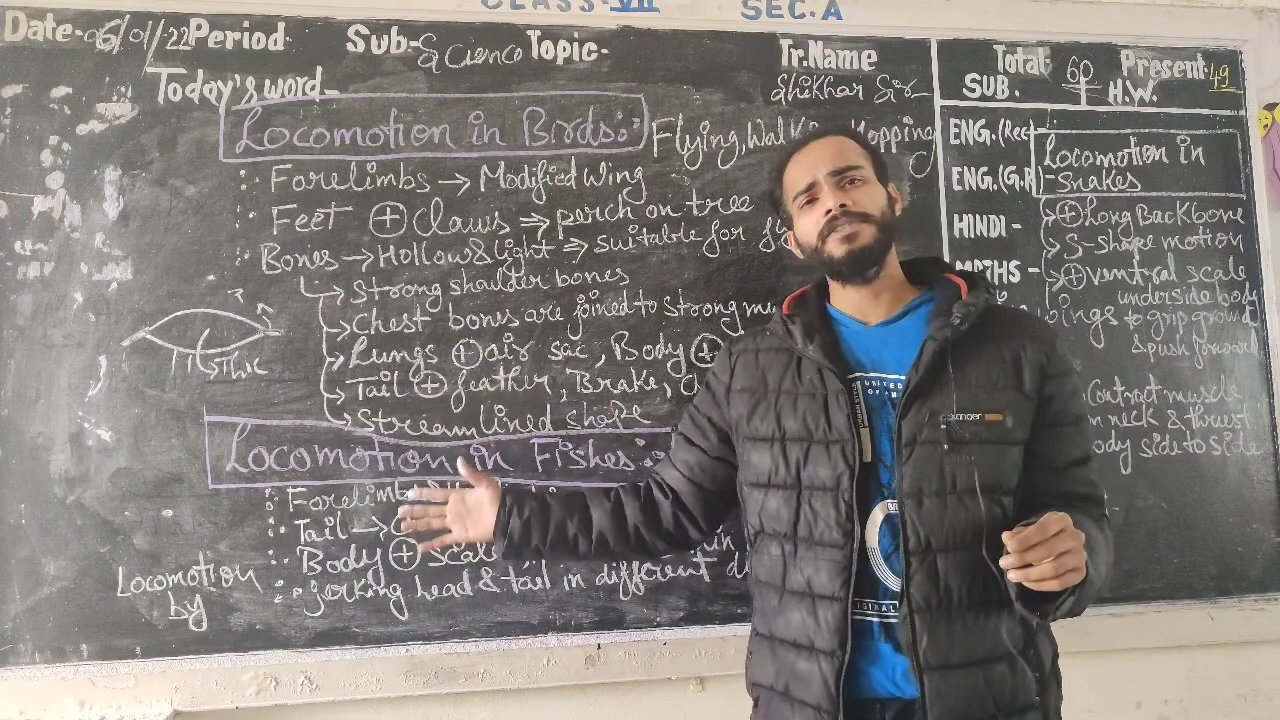 CLASS-VII SEC.A
Date-06/01/22 Period Sub-Science Topic- Tr.Name Shikhar Sir
Today's word-
Total 60 Present 49
SUB. H.W.
Locomotion in Birds:- Flying, Hopping
Forelimbs → Modified wing
Feet ⊕ claws ⇒ perch on tree
Bones → Hollow & light ⇒ suitable for
Strong shoulder bones
Chest bones are joined to strong
Lungs ⊕ air sac, Body ⊕
Tail ⊕ feather, Brake,
Streamlined shape
Locomotion in Fishes:-
Forelimbs
Tail →
Body ⊕ scale
Locomotion by
jerking head & tail in different
ENG.(Rec)
ENG.(G.R)
HINDI -
MATHS -
Locomotion in
Snakes
⊕ Long Backbone
S-shape motion
⊕ ventral scale
underside body
to grip ground
& push forward
Contract muscle
neck & thrust
body side to side
UNITED
URBAN STYLE